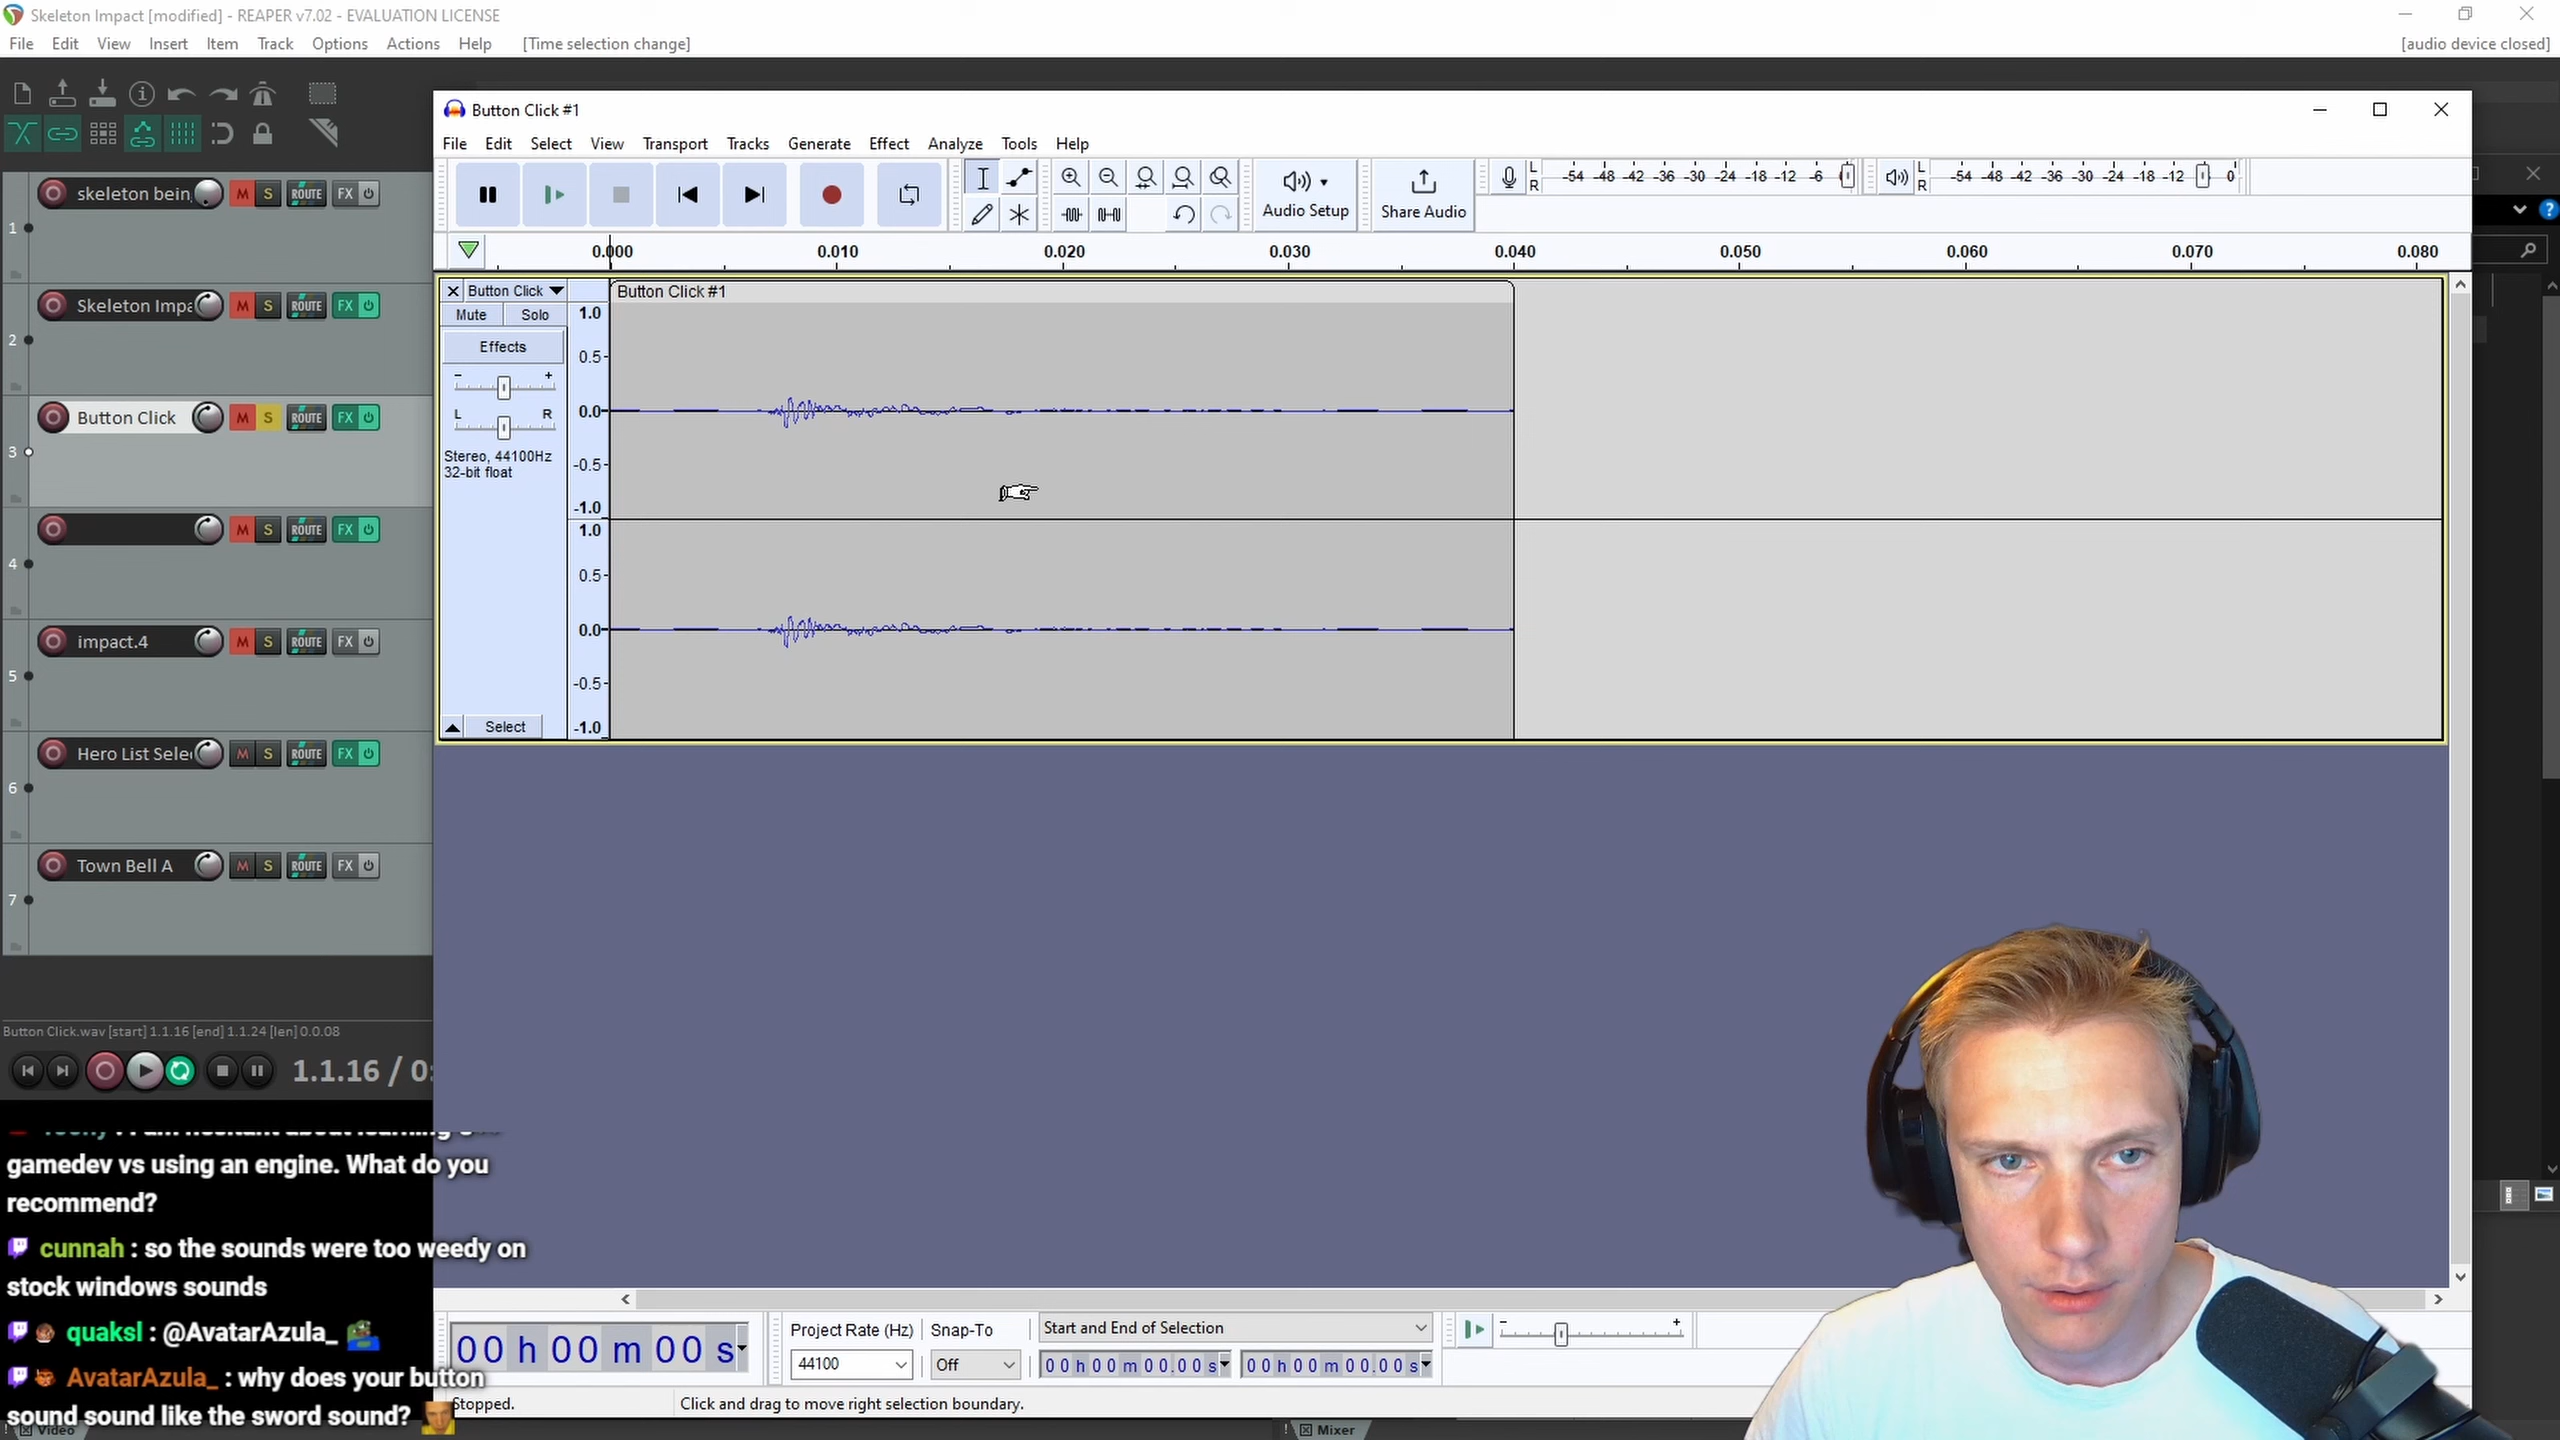 Skeleton Impact [modified] - REAPER v7.02 - EVALUATION LICENSE
File Edit View Insert Item Track Options Actions Help [Time selection change] [audio device closed]
Button Click #1
File Edit Select View Transport Tracks Generate Effect Analyze Tools Help
Audio Setup
Share Audio
L R -54 -48 -42 -36 -30 -24 -18 -12 -6
L R -54 -48 -42 -36 -30 -24 -18 -12 0
0.000 0.010 0.020 0.030 0.040 0.050 0.060 0.070 0.080
Button Click
Button Click #1
Mute Solo
Effects
- +
L R
Stereo, 44100Hz
32-bit float
Select
1.0
0.5
0.0
-0.5
-1.0
1.0
0.5
0.0
-0.5
-1.0
1 skeleton bein M S ROUTE FX
2 Skeleton Impa M S ROUTE FX
3 Button Click M S ROUTE FX
4 M S ROUTE FX
5 impact.4 M S ROUTE FX
6 Hero List Sele M S ROUTE FX
7 Town Bell A M S ROUTE FX
Button Click.wav [start] 1.1.16 [end] 1.1.24 [len] 0.0.08
1.1.16 / 0:
gamedev vs using an engine. What do you
recommend?
cunnah : so the sounds were too weedy on
stock windows sounds
quaksl : @AvatarAzula_
AvatarAzula_ : why does your button
sound sound like the sword sound?
00 h 00 m 00 s
Project Rate (Hz) Snap-To
44100 Off
Start and End of Selection
00 h 00 m 00.00 s 00 h 00 m 00.00 s
- +
Stopped. Click and drag to move right selection boundary.
Video
Mixer